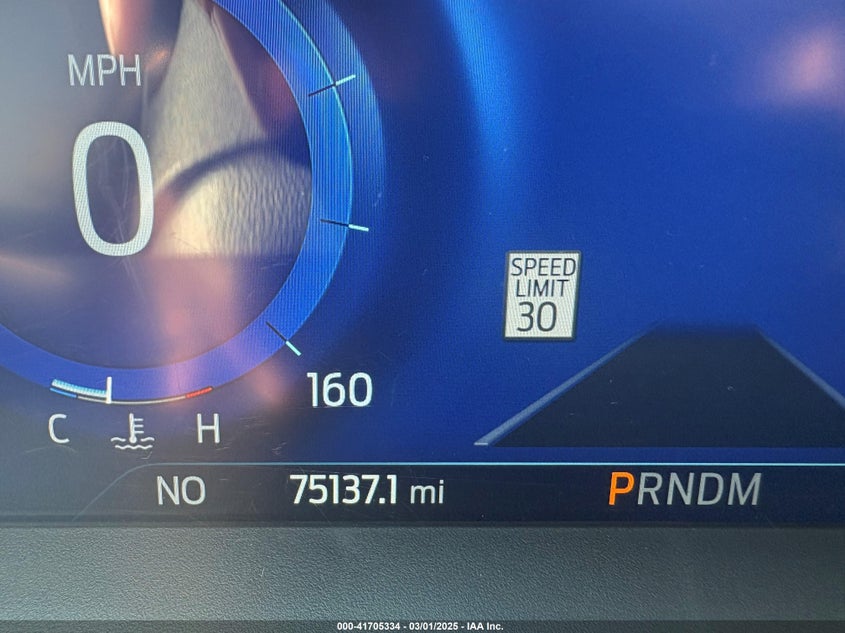 MPH
0
SPEED
LIMIT
30
160
C H
NO 75137.1 mi PRNDM
000-41705334 - 03/01/2025 - IAA Inc.